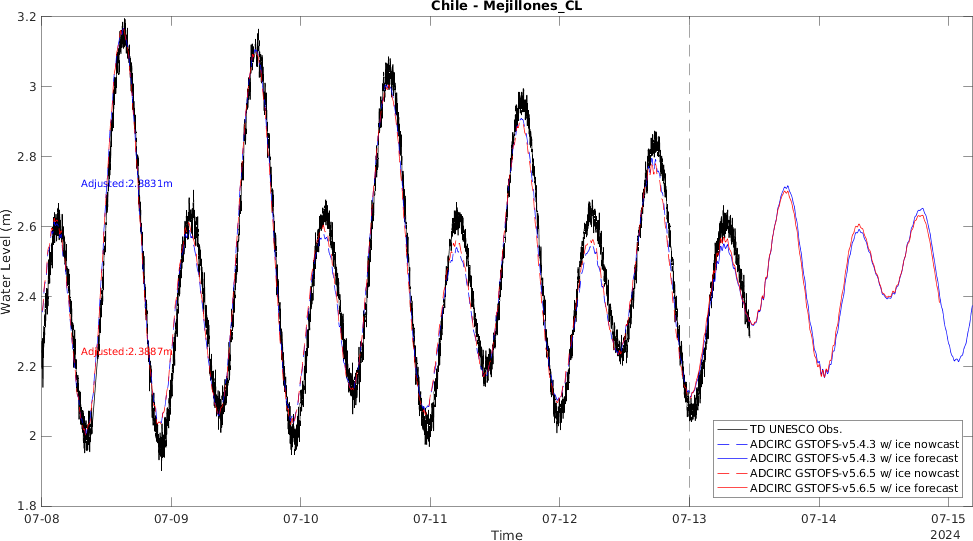 Chile - Mejillones_CL
3.2
3
2.8
2.6
2.4
2.2
2
1.8
Water Level (m)
Adjusted:2.3887m
TD UNESCO Obs.
ADCIRC GSTOFS-v5.4.3 w/ ice nowcast
ADCIRC GSTOFS-v5.4.3 w/ ice forecast
ADCIRC GSTOFS-v5.6.5 w/ ice nowcast
ADCIRC GSTOFS-v5.6.5 w/ ice forecast
07-08
07-09
07-10
07-11
07-12
07-13
07-14
07-15
Time
2024